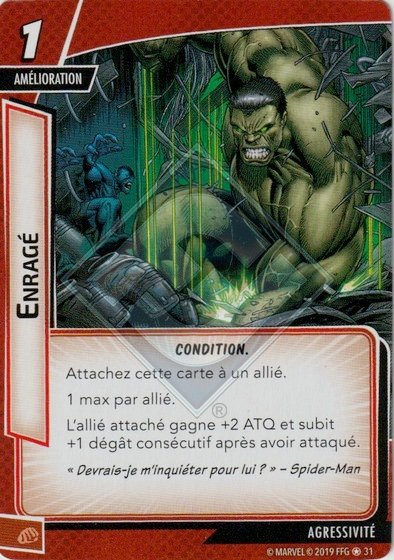 1
AMÉLIORATION
ENRAGÉ
CONDITION.
Attachez cette carte à un allié.
1 max par allié.
L'allié attaché gagne +2 ATQ et subit
+1 dégât consécutif après avoir attaqué.
« Devrais-je m'inquiéter pour lui ? » – Spider-Man
AGRESSIVITÉ
© MARVEL © 2019 FFG 31